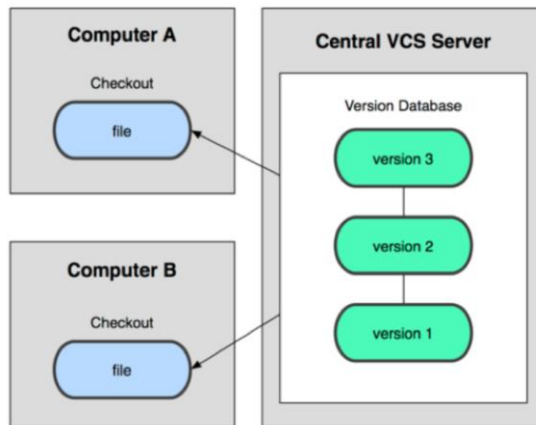 Computer A
Checkout
file
Computer B
Checkout
file
Central VCS Server
Version Database
version 3
version 2
version 1